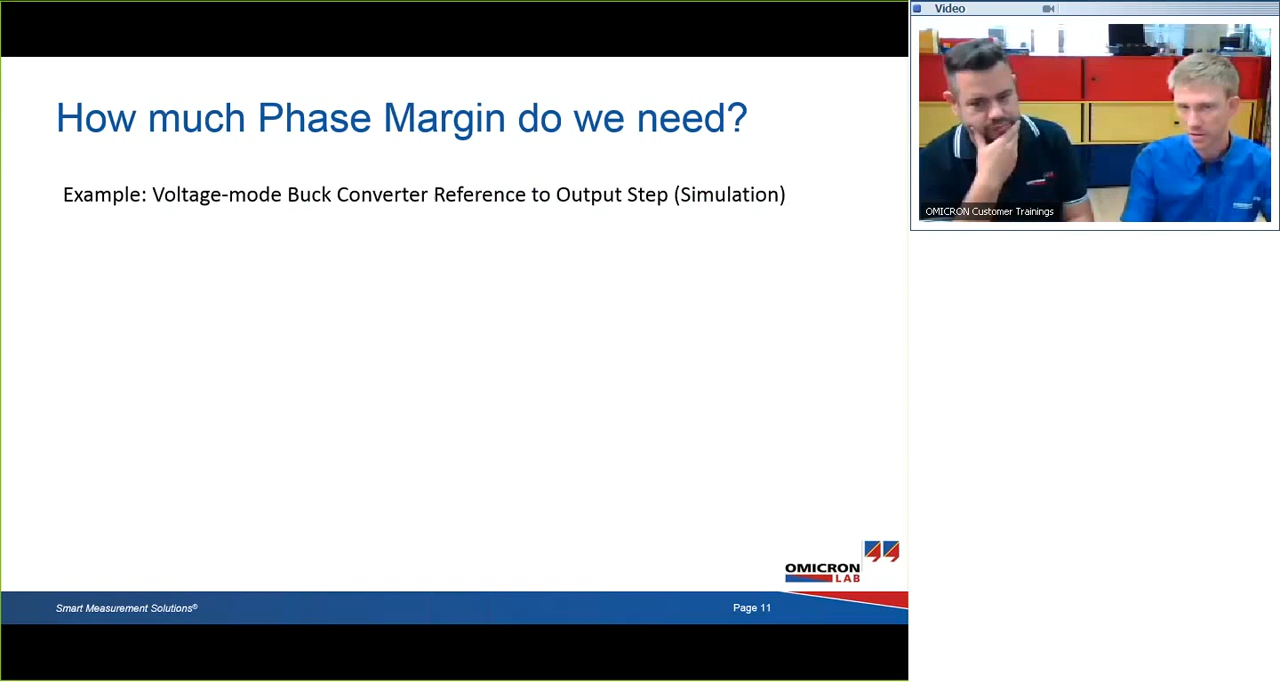 Video
How much Phase Margin do we need?
Example: Voltage-mode Buck Converter Reference to Output Step (Simulation)
OMICRON Customer Trainings
OMICRON
LAB
Smart Measurement Solutions®
Page 11